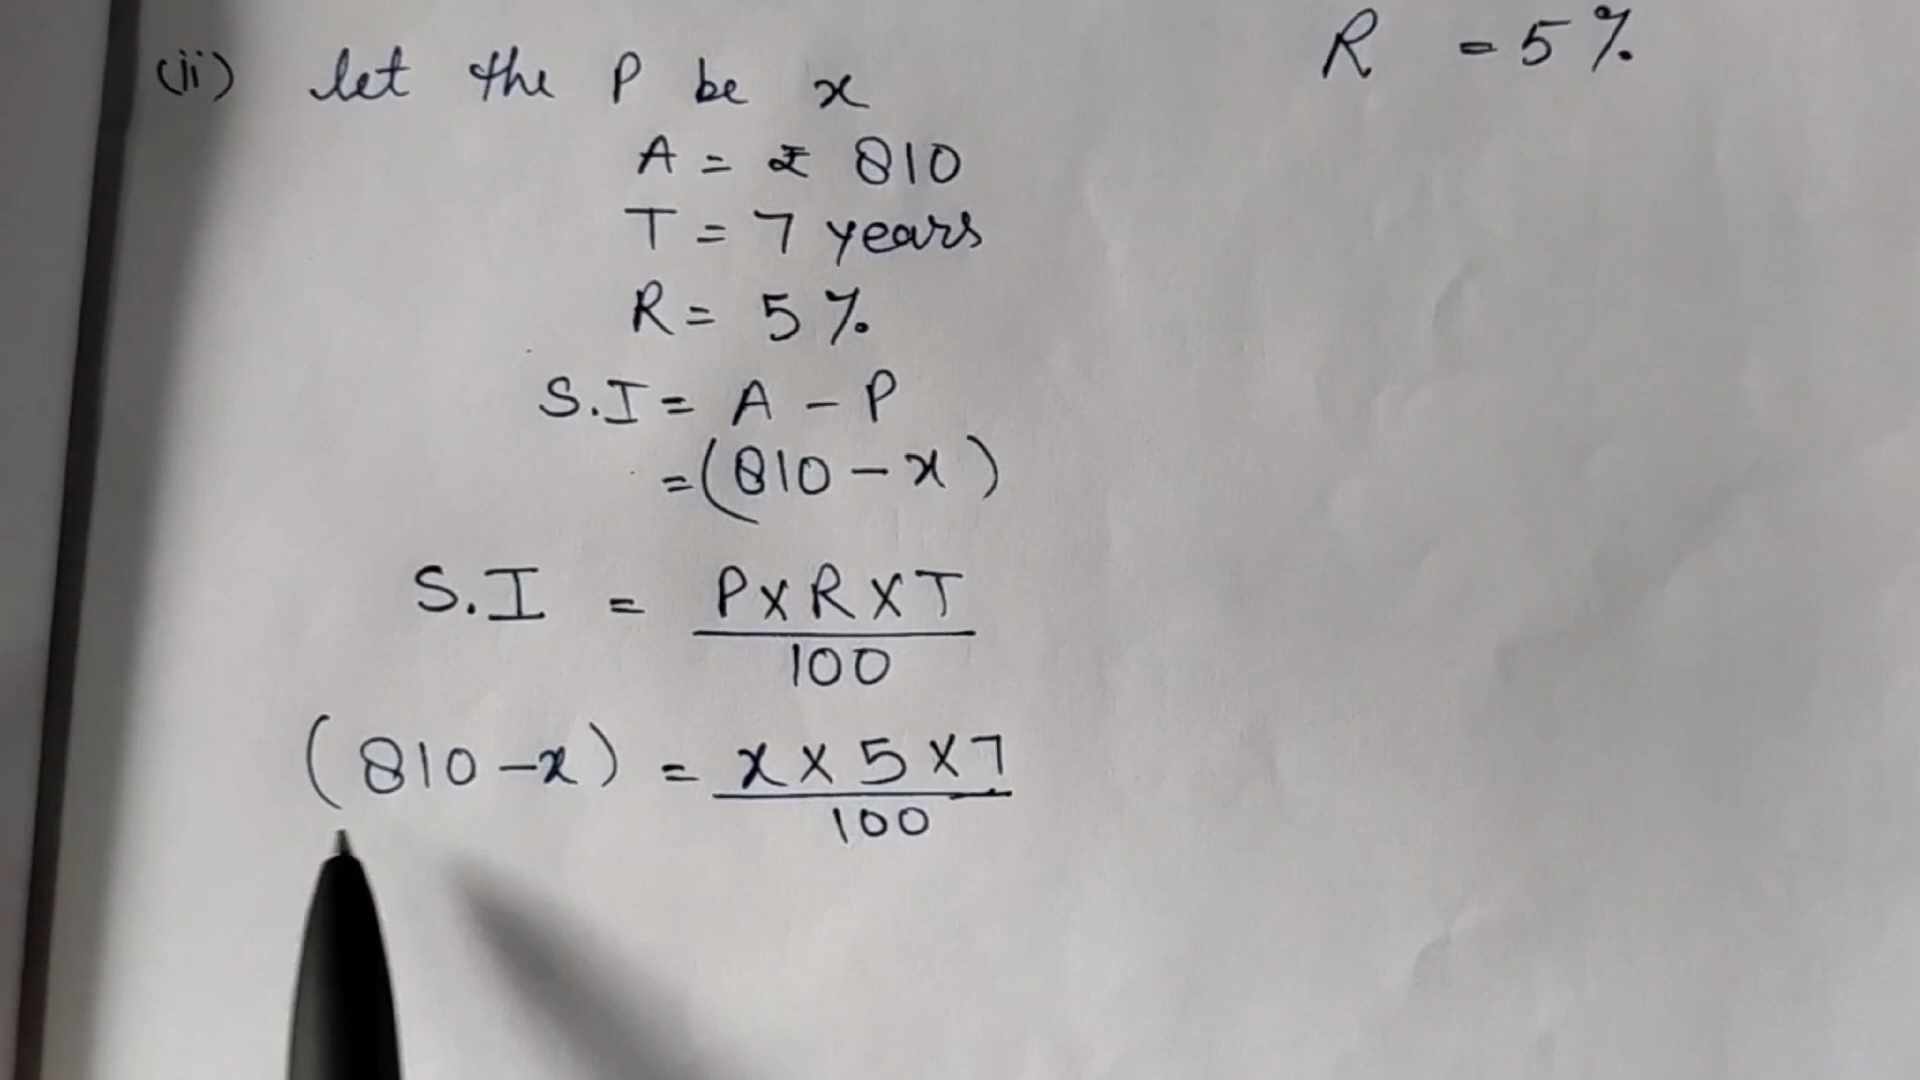 R = 5%
(ii) let the P be x
A = ₹ 810
T = 7 years
R = 5%
S.I = A - P
= (810 - x)
S.I = P×R×T
100
(810 - x) = x × 5 × 7
100